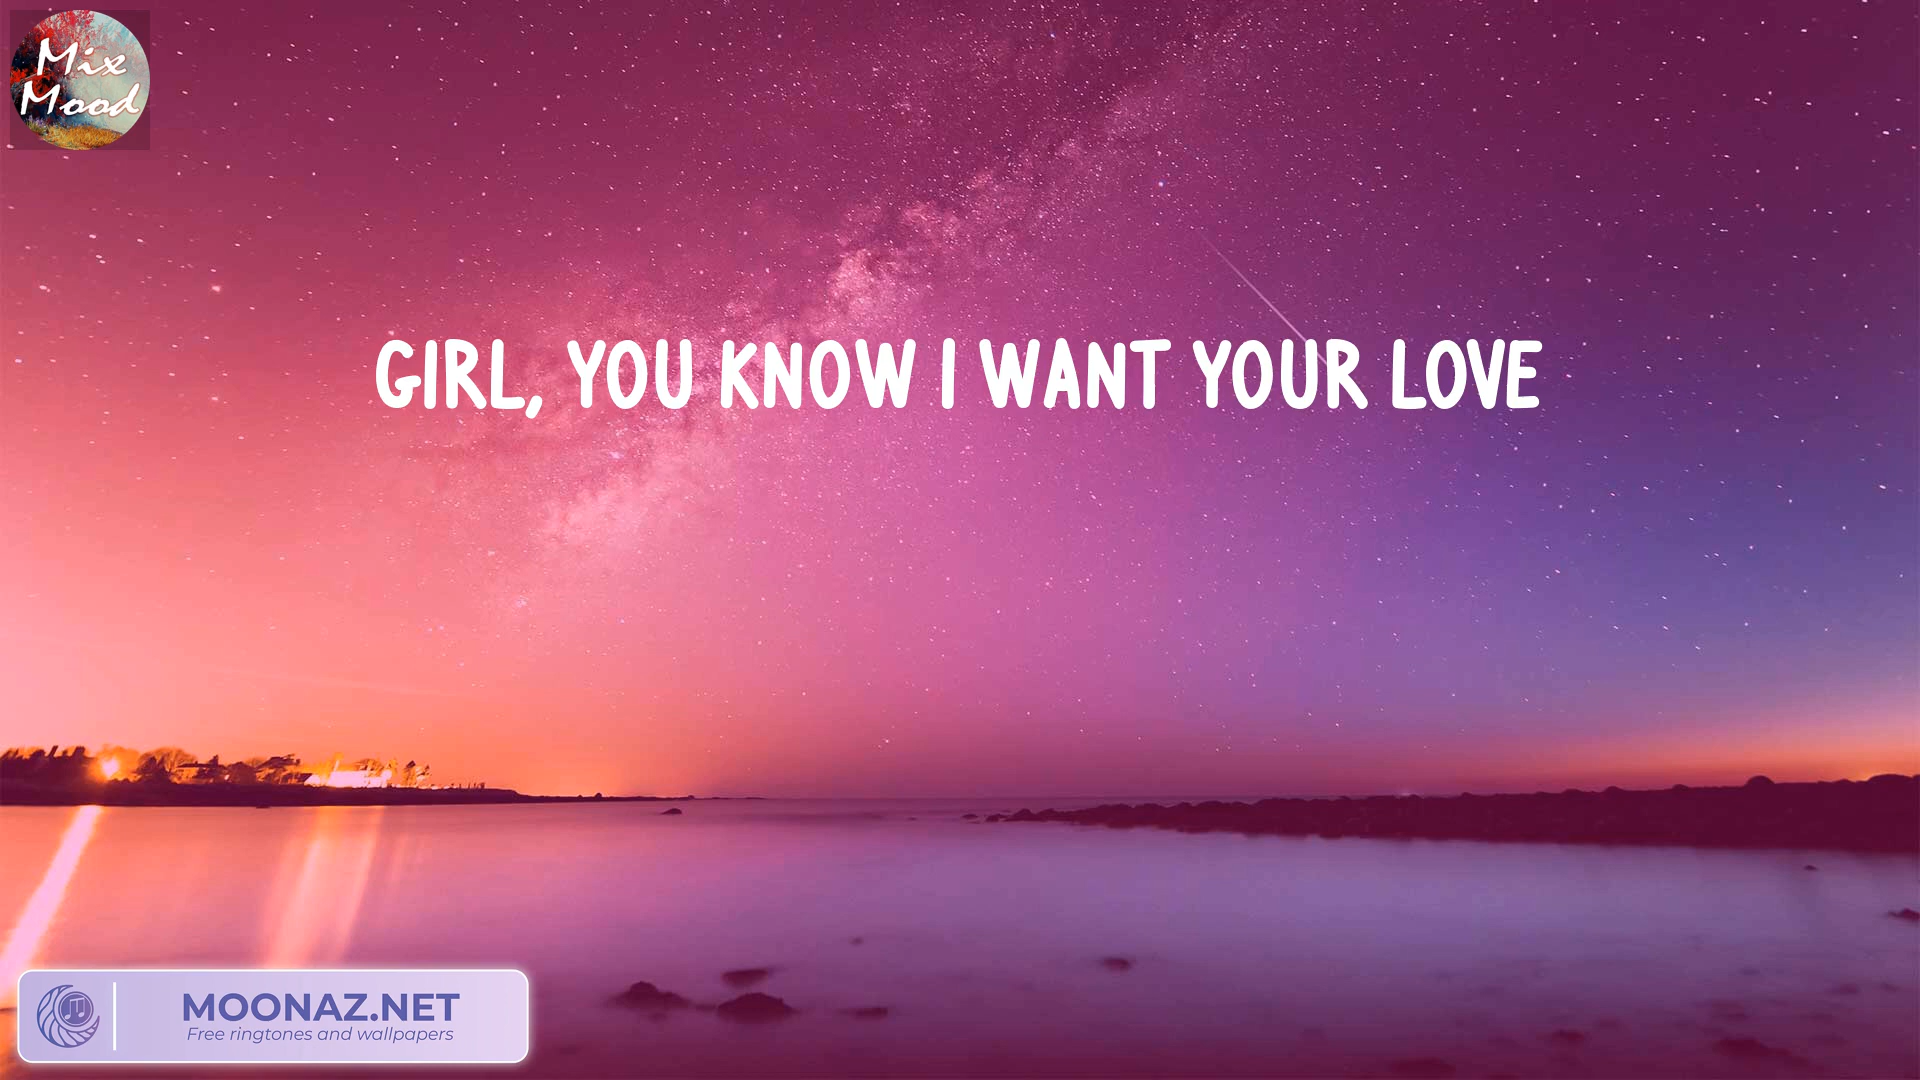 Mix
Mood
GIRL, YOU KNOW I WANT YOUR LOVE
MOONAZ.NET
Free ringtones and wallpapers